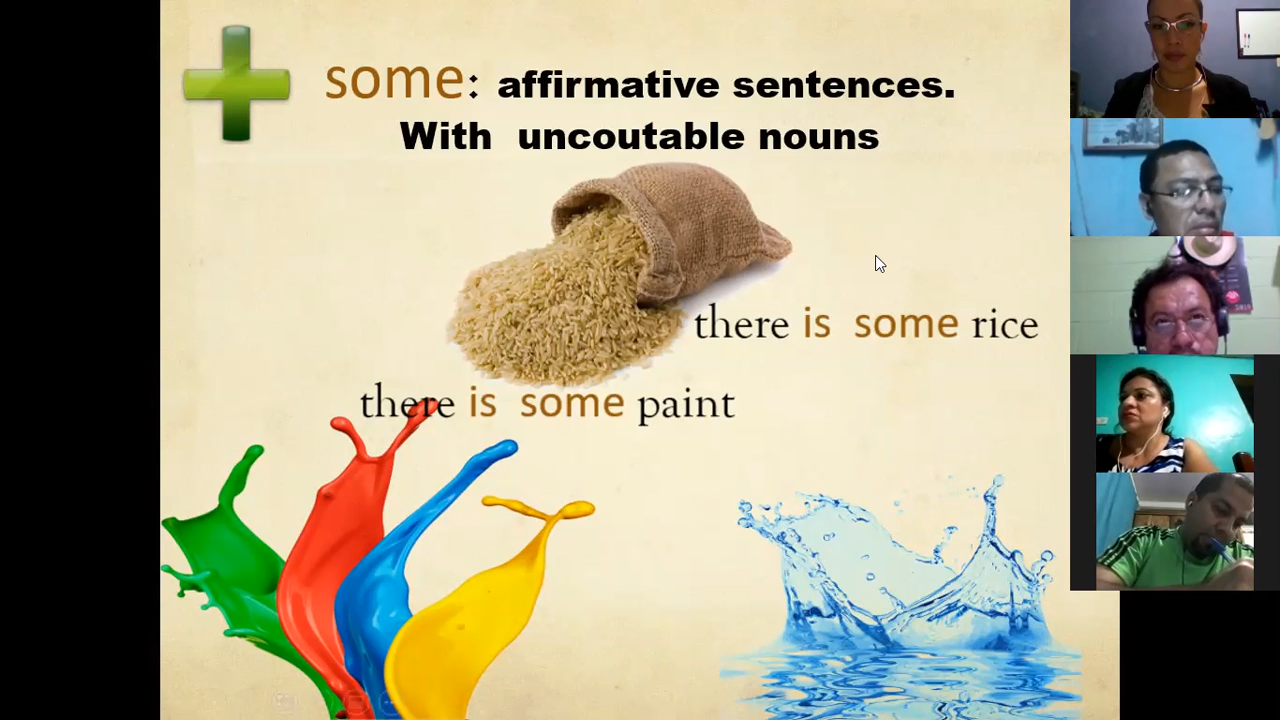 some: affirmative sentences.
With uncoutable nouns
there is some rice
there is some paint